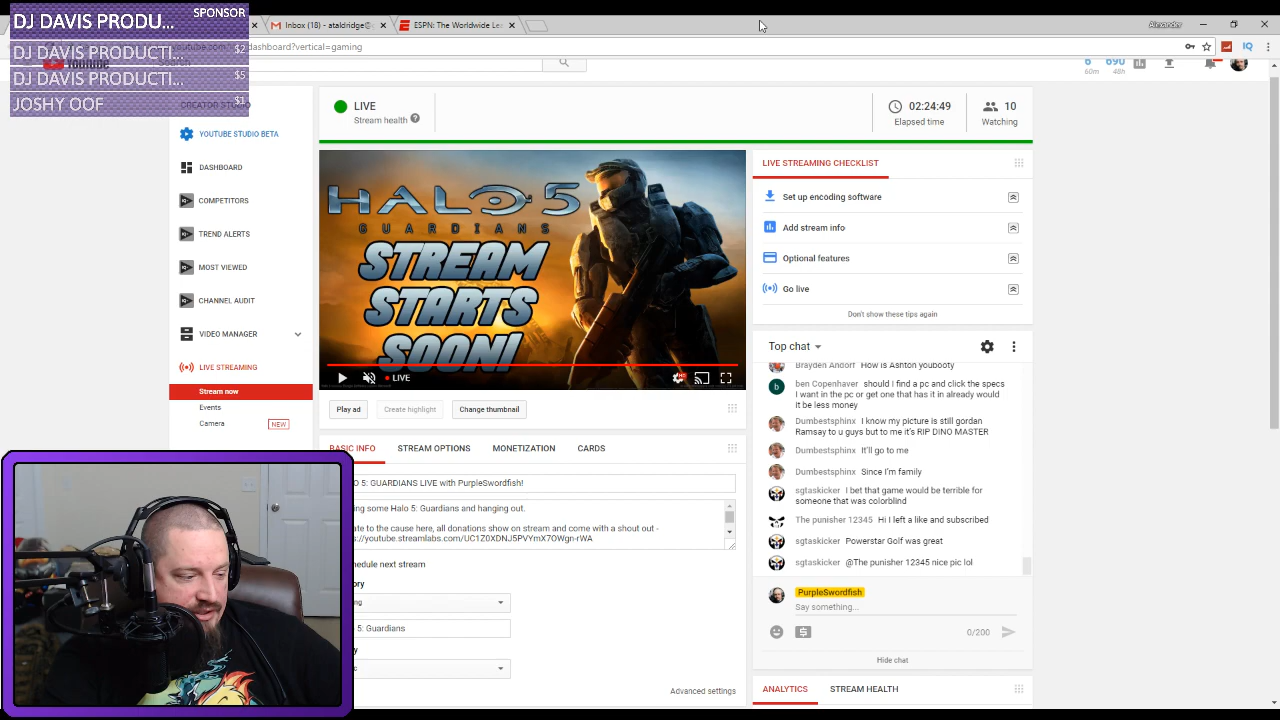 DJ DAVIS PRODU...
SPONSOR
DJ DAVIS PRODUCTI...
$2
DJ DAVIS PRODUCTI...
$5
JOSHY OOF
$1
Inbox (18) - ataldridge@
ESPN: The Worldwide Le
Alexander
dashboard?vertical=gaming
6
60m
690
48h
YOUTUBE STUDIO BETA
DASHBOARD
COMPETITORS
TREND ALERTS
MOST VIEWED
CHANNEL AUDIT
VIDEO MANAGER
LIVE STREAMING
Stream now
Events
Camera
NEW
LIVE
Stream health
02:24:49
Elapsed time
10
Watching
HALO 5
GUARDIANS
STREAM
STARTS
SOON!
LIVE
Play ad
Create highlight
Change thumbnail
BASIC INFO
STREAM OPTIONS
MONETIZATION
CARDS
O 5: GUARDIANS LIVE with PurpleSwordfish!
ing some Halo 5: Guardians and hanging out.
ate to the cause here, all donations show on stream and come with a shout out -
s://youtube.streamlabs.com/UC1Z0XDNJ5PVYmX7OWgn-rWA
hedule next stream
ory
ng
5: Guardians
y
c
Advanced settings
LIVE STREAMING CHECKLIST
Set up encoding software
Add stream info
Optional features
Go live
Don't show these tips again
Top chat
Brayden Andorf How is Ashton youbooty
ben Copenhaver should I find a pc and click the specs
I want in the pc or get one that has it in already would
it be less money
Dumbestsphinx I know my picture is still gordan
Ramsay to u guys but to me it's RIP DINO MASTER
Dumbestsphinx It'll go to me
Dumbestsphinx Since I'm family
sgtaskicker I bet that game would be terrible for
someone that was colorblind
The punisher 12345 Hi I left a like and subscribed
sgtaskicker Powerstar Golf was great
sgtaskicker @The punisher 12345 nice pic lol
PurpleSwordfish
Say something...
0/200
Hide chat
ANALYTICS
STREAM HEALTH